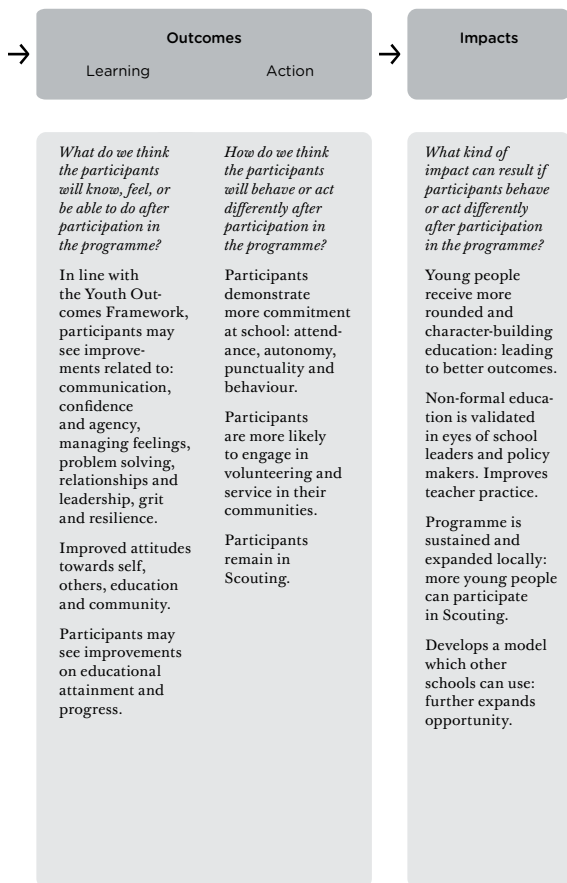 Outcomes
Learning
Action
Impacts
What do we think
the participants
will know, feel, or
be able to do after
participation in
the programme?
In line with
the Youth Out-
comes Framework,
participants may
see improve-
ments related to:
communication,
confidence
and agency,
managing feelings,
problem solving,
relationships and
leadership, grit
and resilience.
Improved attitudes
towards self,
others, education
and community.
Participants may
see improvements
on educational
attainment and
progress.
How do we think
the participants
will behave or act
differently after
participation in
the programme?
Participants
demonstrate
more commitment
at school: attend-
ance, autonomy,
punctuality and
behaviour.
Participants
are more likely
to engage in
volunteering and
service in their
communities.
Participants
remain in
Scouting.
What kind of
impact can result if
participants behave
or act differently
after participation
in the programme?
Young people
receive more
rounded and
character-building
education: leading
to better outcomes.
Non-formal educa-
tion is validated
in eyes of school
leaders and policy
makers. Improves
teacher practice.
Programme is
sustained and
expanded locally:
more young people
can participate
in Scouting.
Develops a model
which other
schools can use:
further expands
opportunity.